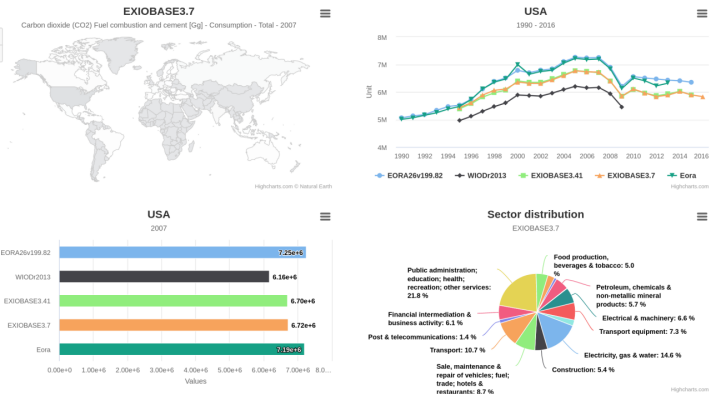 EXIOBASE3.7
Carbon dioxide (CO2) Fuel combustion and cement [Gg] - Consumption - Total - 2007
Highcharts.com © Natural Earth
USA
1990 - 2016
8M
7M
6M
5M
4M
Unit
1990 1992 1994 1996 1998 2000 2002 2004 2006 2008 2010 2012 2014 2016
Highcharts.com
EORA26v199.82 WIODr2013 EXIOBASE3.41 EXIOBASE3.7 Eora
USA
2007
EORA26v199.82
WIODr2013
EXIOBASE3.41
EXIOBASE3.7
Eora
7.25e+6
6.16e+6
6.70e+6
6.72e+6
7.19e+6
0.00e+0 1.00e+6 2.00e+6 3.00e+6 4.00e+6 5.00e+6 6.00e+6 7.00e+6 8.0...
Values
Sector distribution
EXIOBASE3.7
Food production,
beverages & tobacco: 5.0
%
Petroleum, chemicals &
non-metallic mineral
products: 5.7 %
Electrical & machinery: 6.6 %
Transport equipment: 7.3 %
Electricity, gas & water: 14.6 %
Construction: 5.4 %
Sale, maintenance &
repair of vehicles; fuel;
trade; hotels &
restaurants: 8.7 %
Transport: 10.7 %
Post & telecommunications: 1.4 %
Financial intermediation &
business activity: 6.1 %
Public administration;
education; health;
recreation; other services:
21.8 %
Highcharts.com